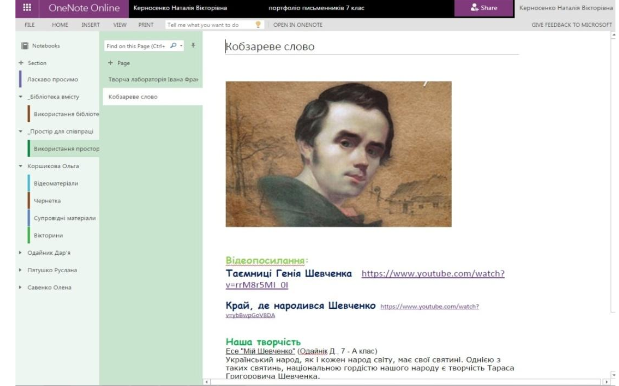 OneNote Online
Керносенко Наталія Вікторівна
портфоліо письменників 7 клас
Share
Керносенко Наталія Вікторівна
FILE HOME INSERT VIEW PRINT Tell me what you want to do OPEN IN ONENOTE GIVE FEEDBACK TO MICROSOFT
Notebooks
+ Section
Ласкаво просимо
_Бібліотека вмісту
Використання бібліоте
_Простір для співпраці
Використання простор
Коршикова Ольга
Відеоматеріали
Чернетка
Супровідні матеріали
Вікторини
Одайник Дар'я
Пятушко Руслана
Савенко Олена
Find on this Page (Ctrl+
+ Page
Творча лабораторія Івана Фран
Кобзареве слово
Кобзареве слово
Відеопосилання:
Таємниці Генія Шевченка https://www.youtube.com/watch?
v=rrM8r5MI_0I
Край, де народився Шевченко https://www.youtube.com/watch?
Наша творчість
Есе "Мій Шевченко" (Одайнік Д., 7 - А клас)
Український народ, як і кожен народ світу, має свої святині. Однією з
таких святинь, національною гордістю нашого народу є творчість Тараса
Григоровича Шевченка.